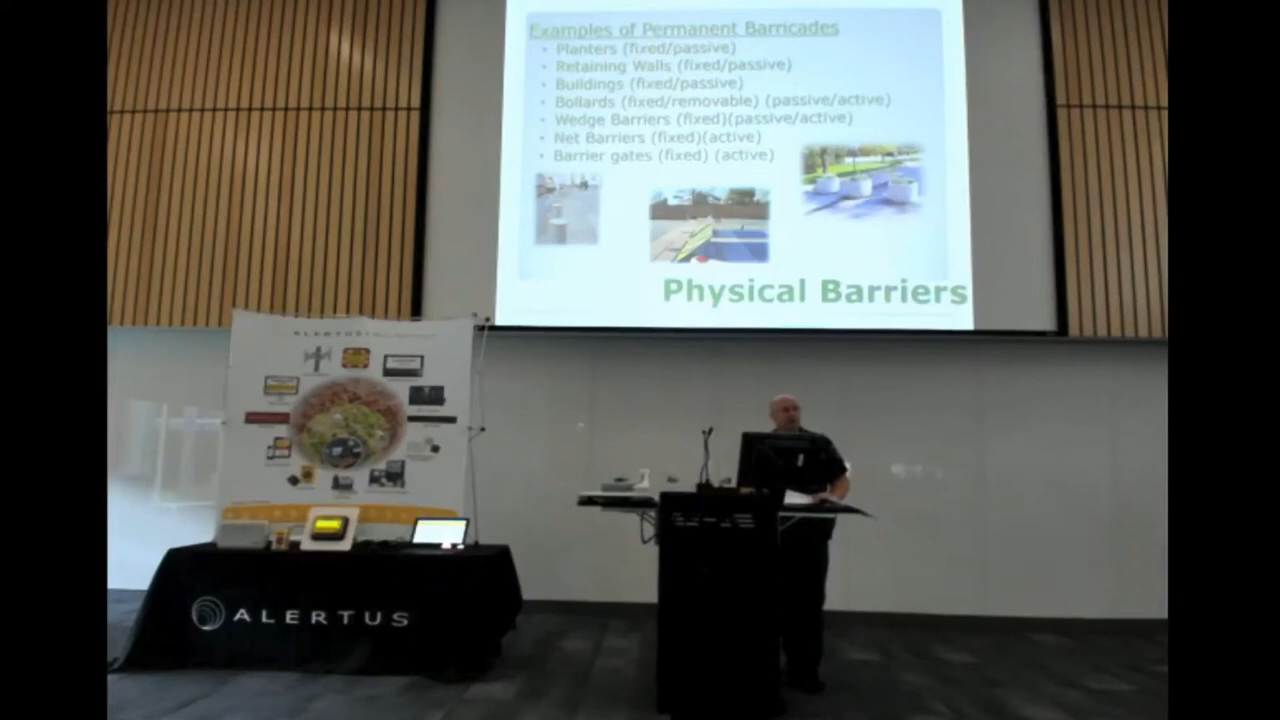 Examples of Permanent Barricades
• Planters (fixed/passive)
• Retaining Walls (fixed/passive)
• Buildings (fixed/passive)
• Bollards (fixed/removable) (passive/active)
• Wedge Barriers (fixed)(passive/active)
• Net Barriers (fixed)(active)
• Barrier gates (fixed) (active)
Physical Barriers
ALERTUS
ALERTUS